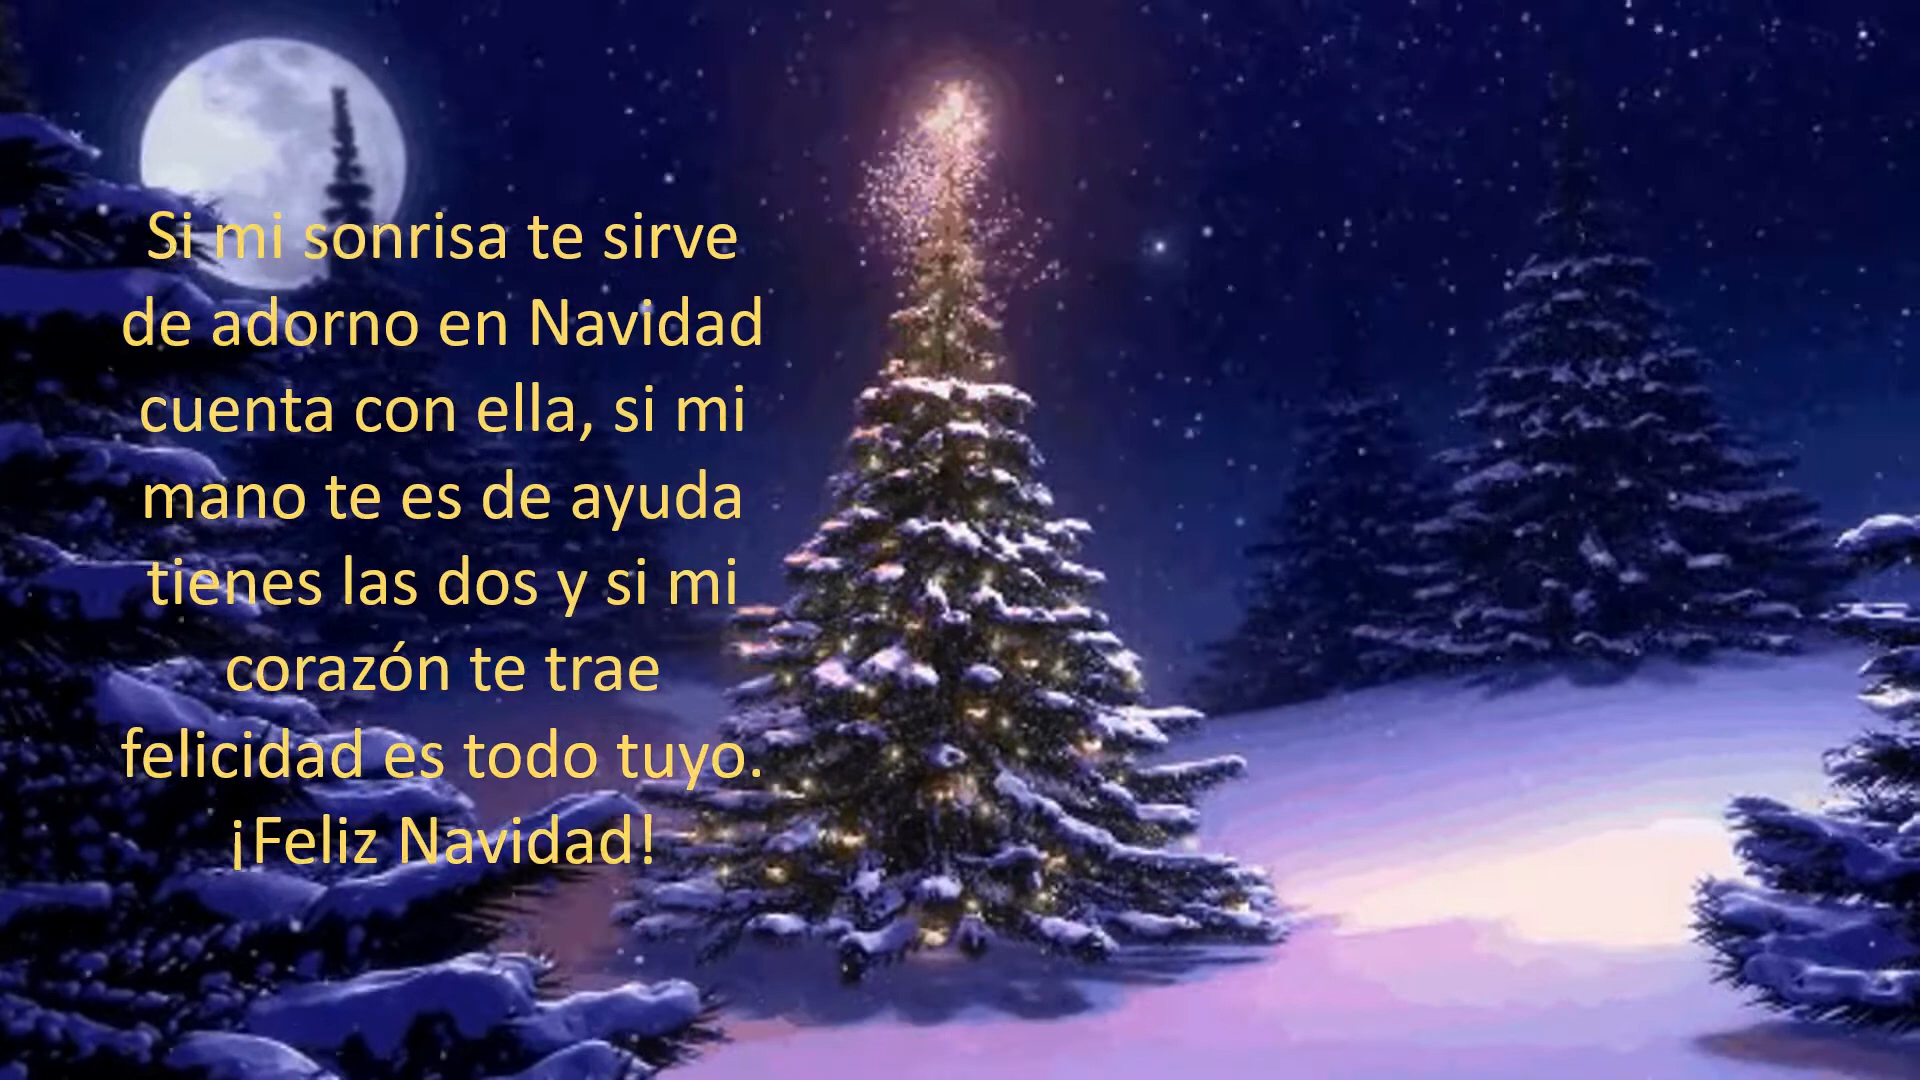 Si mi sonrisa te sirve
de adorno en Navidad
cuenta con ella, si mi
mano te es de ayuda
tienes las dos y si mi
corazón te trae
felicidad es todo tuyo.
¡Feliz Navidad!